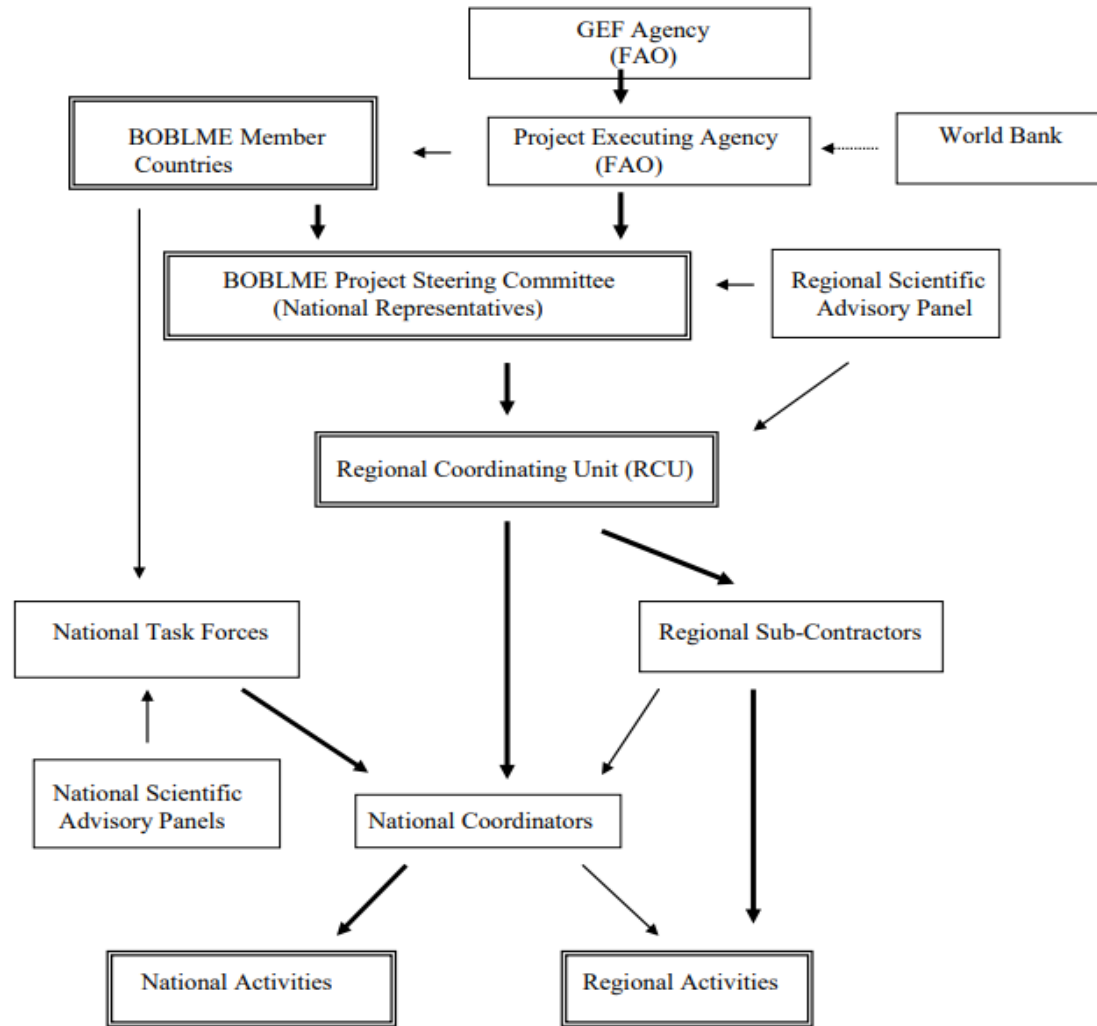 GEF Agency
(FAO)
BOBLME Member
Countries
Project Executing Agency
(FAO)
World Bank
BOBLME Project Steering Committee
(National Representatives)
Regional Scientific
Advisory Panel
Regional Coordinating Unit (RCU)
National Task Forces
Regional Sub-Contractors
National Scientific
Advisory Panels
National Coordinators
National Activities
Regional Activities